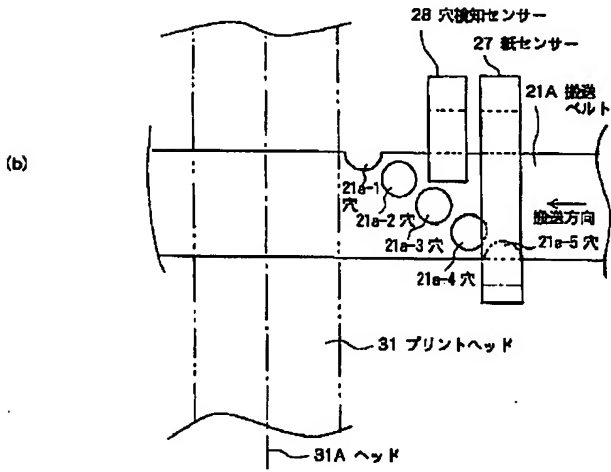 28 穴検知センサー
27 紙センサー
21A 搬送
ベルト
(b)
21a-1
穴
21a-2 穴
21a-3 穴
21a-4 穴
搬送方向
21a-5 穴
31 プリントヘッド
31A ヘッド